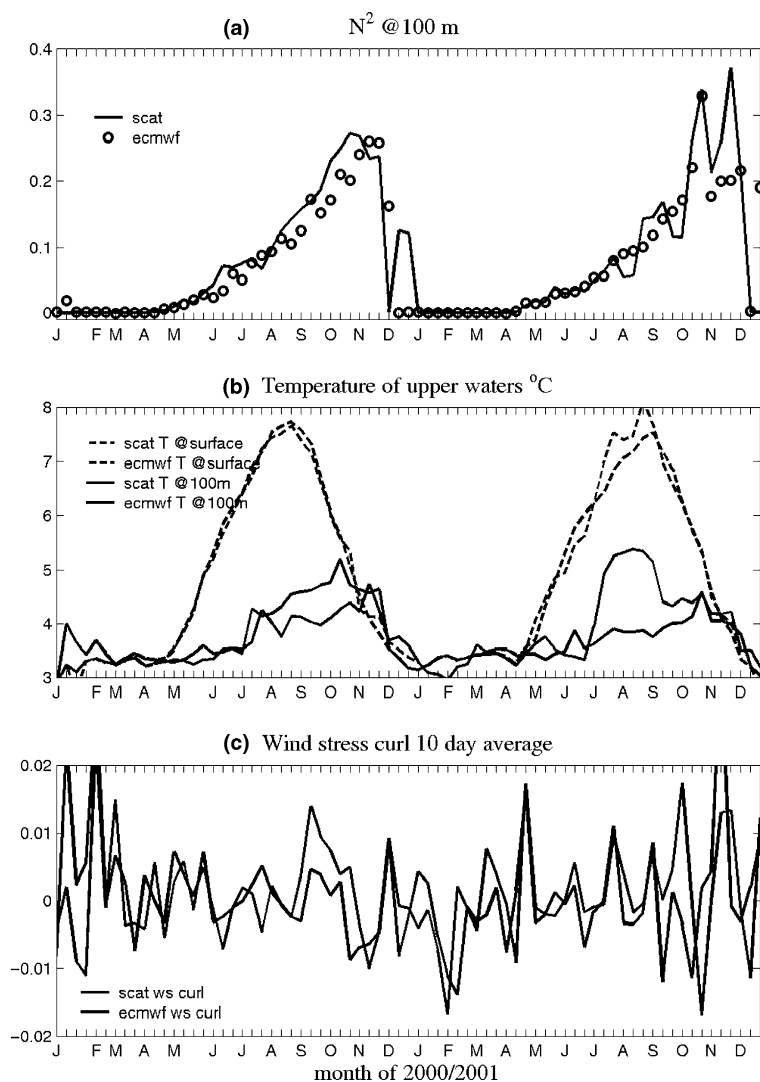 (a) N² @100 m
0.4
0.3
0.2
0.1
0
scat
ecmwf
J F M A M J J A S O N D J F M A M J J A S O N D
(b) Temperature of upper waters °C
8
7
6
5
4
3
scat T @surface
ecmwf T @surface
scat T @100m
ecmwf T @100m
J F M A M J J A S O N D J F M A M J J A S O N D
(c) Wind stress curl 10 day average
0.02
0.01
0
−0.01
−0.02
scat ws curl
ecmwf ws curl
J F M A M J J A S O N D J F M A M J J A S O N D
month of 2000/2001